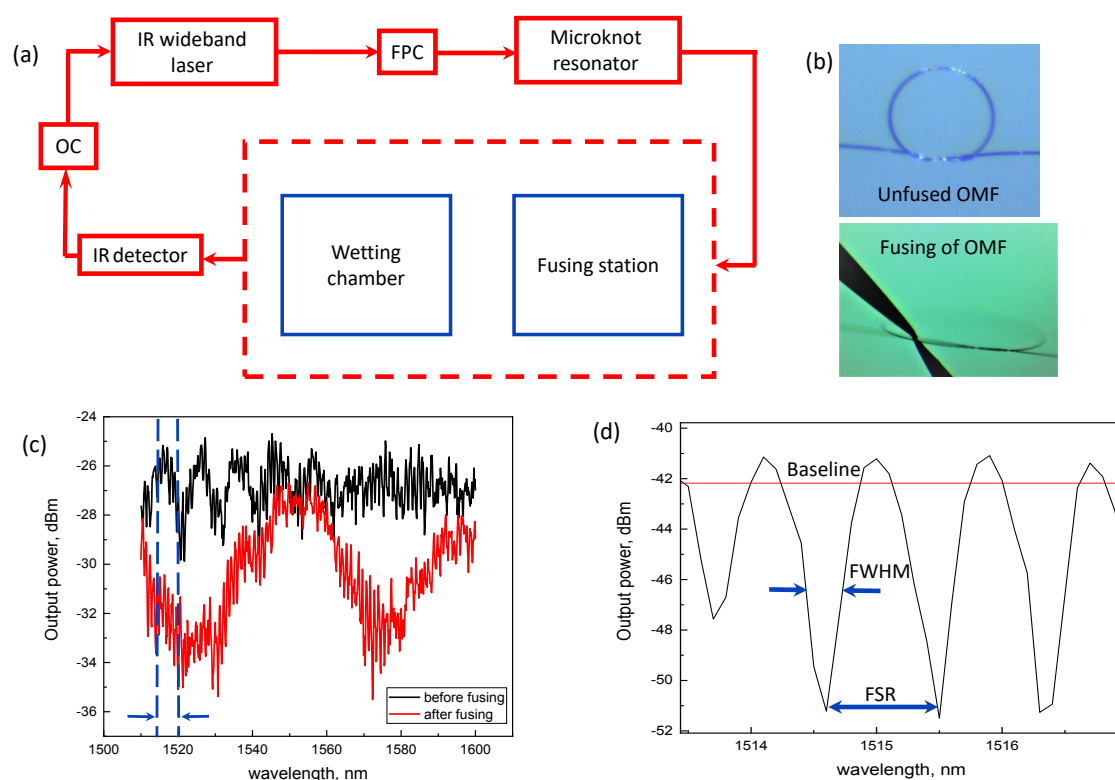 (a)
IR wideband
laser
FPC
Microknot
resonator
OC
IR detector
Wetting
chamber
Fusing station
(b)
Unfused OMF
Fusing of OMF
(c)
-24
-26
-28
-30
-32
-34
-36
Output power, dBm
before fusing
after fusing
1500 1520 1540 1560 1580 1600
wavelength, nm
(d)
-40
-42
-44
-46
-48
-50
-52
Output power, dBm
Baseline
FWHM
FSR
1514 1515 1516
wavelength, nm